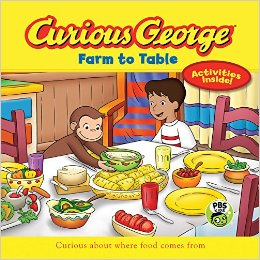 Curious George
Farm to Table
Activities
Inside!
PBS
KIDS
Curious about where food comes from